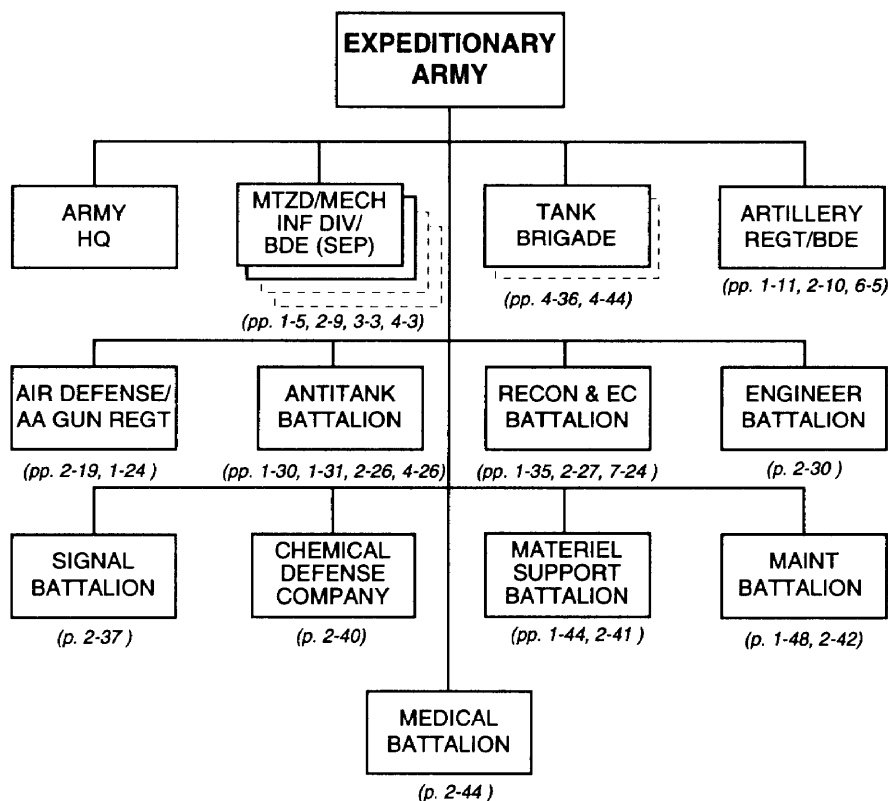 EXPEDITIONARY
ARMY
ARMY
HQ
MTZD/MECH
INF DIV/
BDE (SEP)
(pp. 1-5, 2-9, 3-3, 4-3)
TANK
BRIGADE
(pp. 4-36, 4-44)
ARTILLERY
REGT/BDE
(pp. 1-11, 2-10, 6-5)
AIR DEFENSE/
AA GUN REGT
(pp. 2-19, 1-24)
ANTITANK
BATTALION
(pp. 1-30, 1-31, 2-26, 4-26)
RECON & EC
BATTALION
(pp. 1-35, 2-27, 7-24 )
ENGINEER
BATTALION
(p. 2-30 )
SIGNAL
BATTALION
(p. 2-37 )
CHEMICAL
DEFENSE
COMPANY
(p. 2-40)
MATERIEL
SUPPORT
BATTALION
(pp. 1-44, 2-41 )
MAINT
BATTALION
(p. 1-48, 2-42)
MEDICAL
BATTALION
(p. 2-44 )